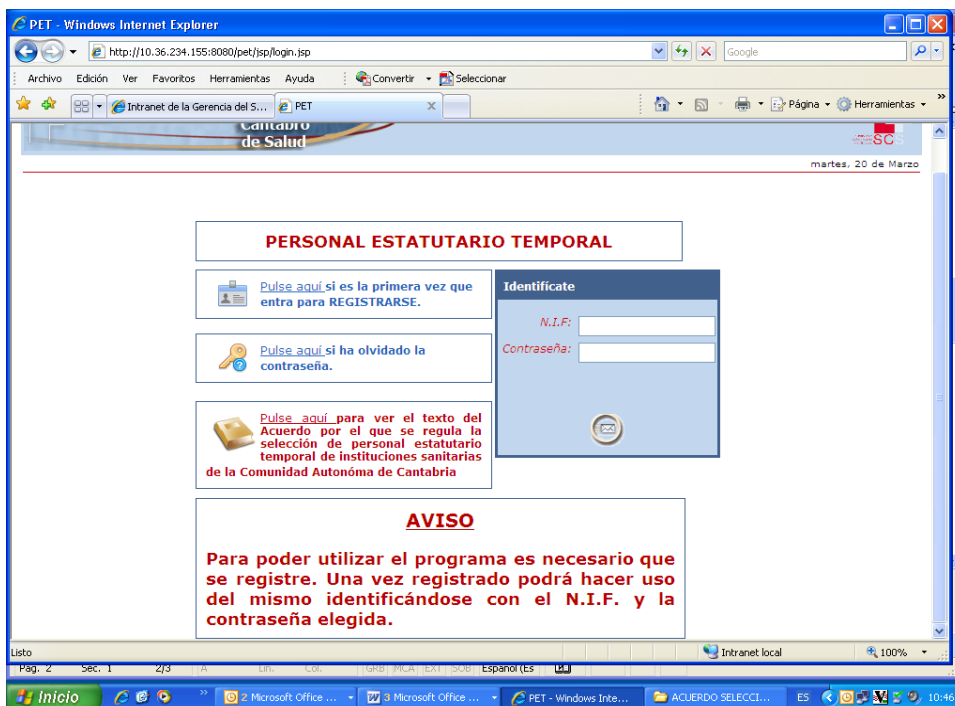 PET - Windows Internet Explorer
http://10.36.234.155:8080/pet/jsp/login.jsp
Google
Archivo Edición Ver Favoritos Herramientas Ayuda Convertir Seleccionar
Intranet de la Gerencia del S... PET Página Herramientas
Cántabro
de Salud
SCS
martes, 20 de Marzo
PERSONAL ESTATUTARIO TEMPORAL
Pulse aquí si es la primera vez que
entra para REGISTRARSE.
Pulse aquí si ha olvidado la
contraseña.
Pulse aquí para ver el texto del
Acuerdo por el que se regula la
selección de personal estatutario
temporal de instituciones sanitarias
de la Comunidad Autonóma de Cantabria
Identifícate
N.I.F:
Contraseña:
AVISO
Para poder utilizar el programa es necesario que
se registre. Una vez registrado podrá hacer uso
del mismo identificándose con el N.I.F. y la
contraseña elegida.
Listo Intranet local 100%
Pág. 2 Sec. 1 2/3 A Lín. Col. GRB MCA EXT SOB Español (Es
Inicio 2 Microsoft Office ... 3 Microsoft Office ... PET - Windows Inte... ACUERDO SELECCI... ES 10:46